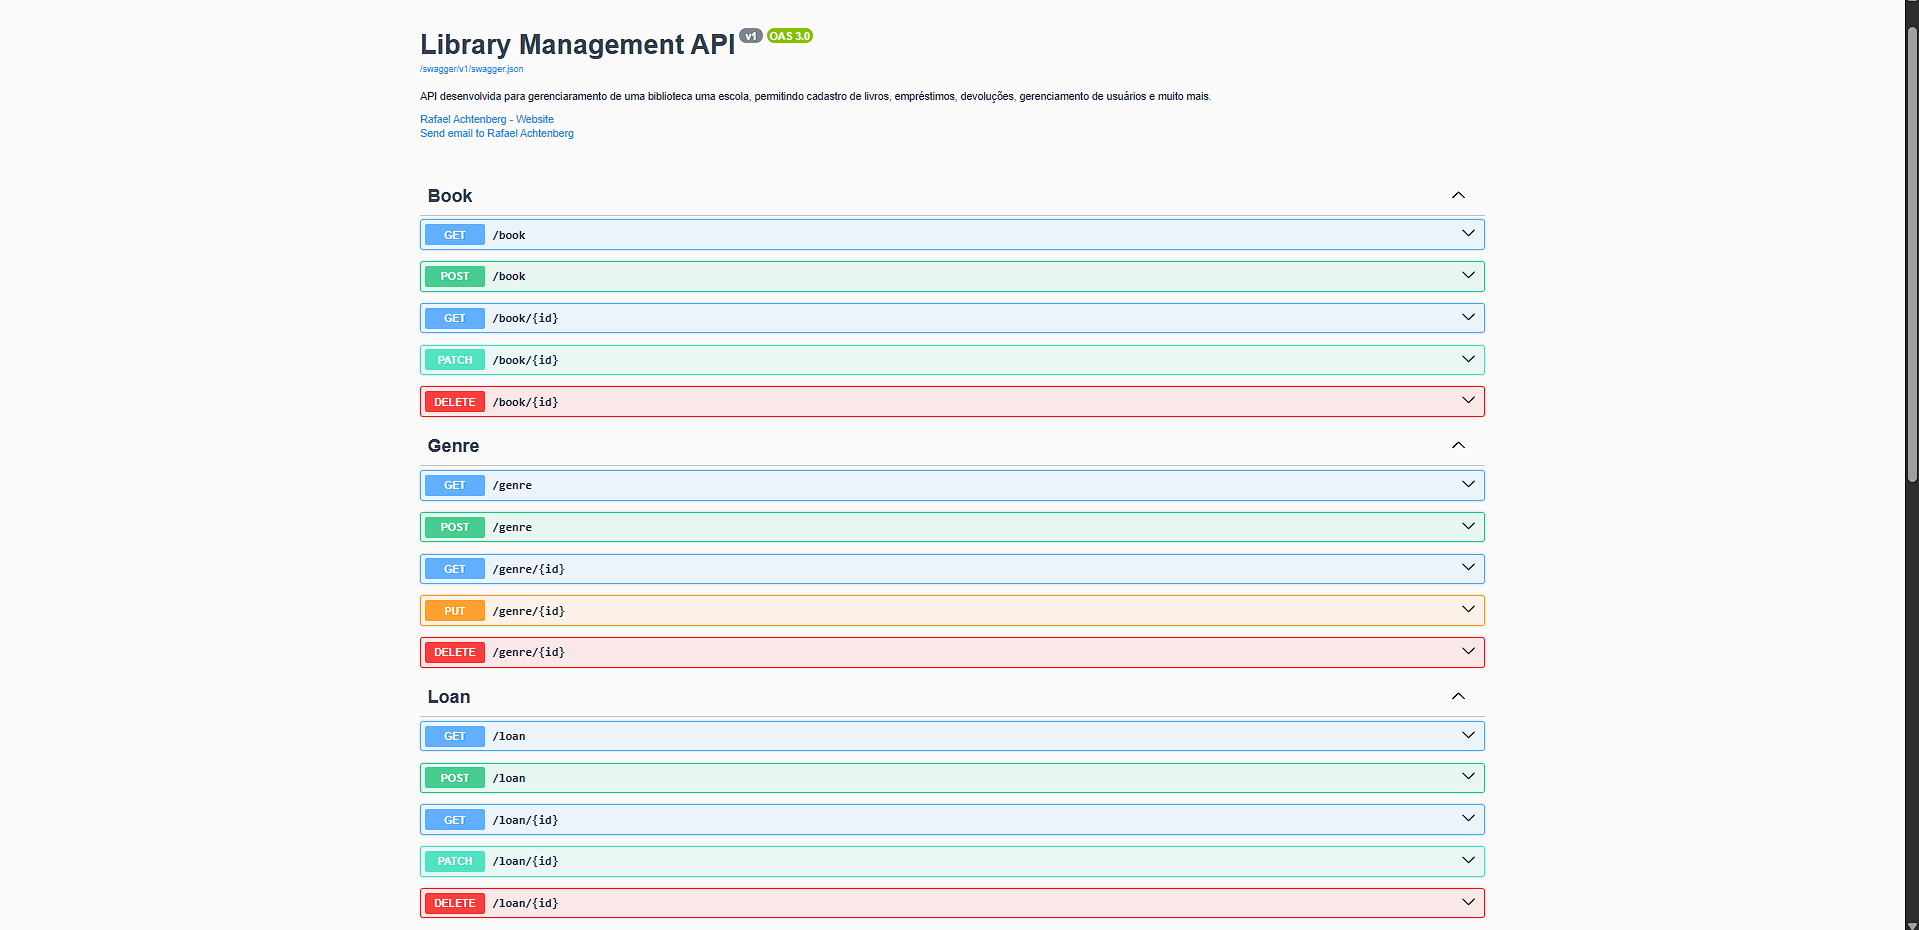 Library Management API v1 OAS 3.0
/swagger/v1/swagger.json
API desenvolvida para gerenciaramento de uma biblioteca uma escola, permitindo cadastro de livros, empréstimos, devoluções, gerenciamento de usuários e muito mais.
Rafael Achtenberg - Website
Send email to Rafael Achtenberg
Book
GET /book
POST /book
GET /book/{id}
PATCH /book/{id}
DELETE /book/{id}
Genre
GET /genre
POST /genre
GET /genre/{id}
PUT /genre/{id}
DELETE /genre/{id}
Loan
GET /loan
POST /loan
GET /loan/{id}
PATCH /loan/{id}
DELETE /loan/{id}